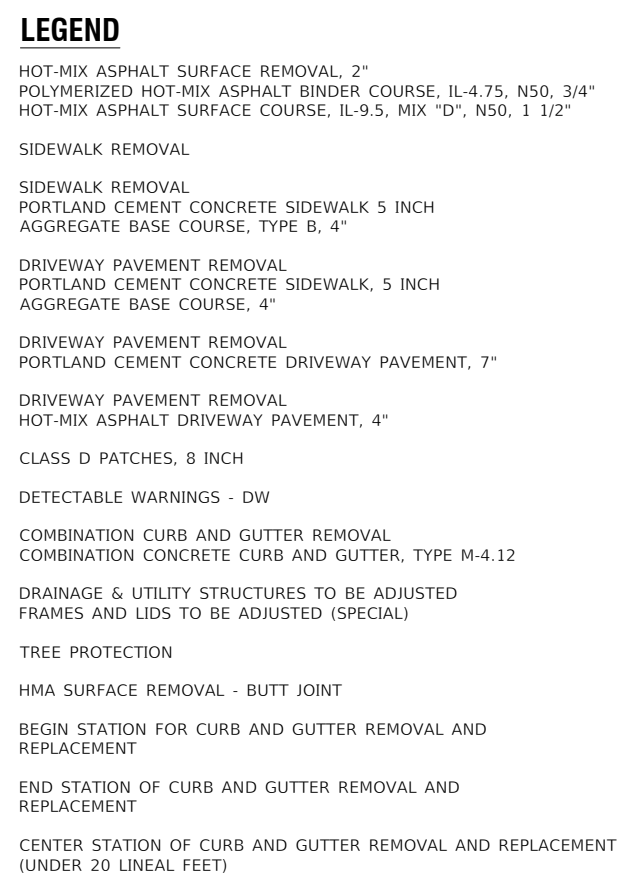 LEGEND
HOT-MIX ASPHALT SURFACE REMOVAL, 2"
POLYMERIZED HOT-MIX ASPHALT BINDER COURSE, IL-4.75, N50, 3/4"
HOT-MIX ASPHALT SURFACE COURSE, IL-9.5, MIX "D", N50, 1 1/2"
SIDEWALK REMOVAL
SIDEWALK REMOVAL
PORTLAND CEMENT CONCRETE SIDEWALK 5 INCH
AGGREGATE BASE COURSE, TYPE B, 4"
DRIVEWAY PAVEMENT REMOVAL
PORTLAND CEMENT CONCRETE SIDEWALK, 5 INCH
AGGREGATE BASE COURSE, 4"
DRIVEWAY PAVEMENT REMOVAL
PORTLAND CEMENT CONCRETE DRIVEWAY PAVEMENT, 7"
DRIVEWAY PAVEMENT REMOVAL
HOT-MIX ASPHALT DRIVEWAY PAVEMENT, 4"
CLASS D PATCHES, 8 INCH
DETECTABLE WARNINGS - DW
COMBINATION CURB AND GUTTER REMOVAL
COMBINATION CONCRETE CURB AND GUTTER, TYPE M-4.12
DRAINAGE & UTILITY STRUCTURES TO BE ADJUSTED
FRAMES AND LIDS TO BE ADJUSTED (SPECIAL)
TREE PROTECTION
HMA SURFACE REMOVAL - BUTT JOINT
BEGIN STATION FOR CURB AND GUTTER REMOVAL AND
REPLACEMENT
END STATION OF CURB AND GUTTER REMOVAL AND
REPLACEMENT
CENTER STATION OF CURB AND GUTTER REMOVAL AND REPLACEMENT
(UNDER 20 LINEAL FEET)